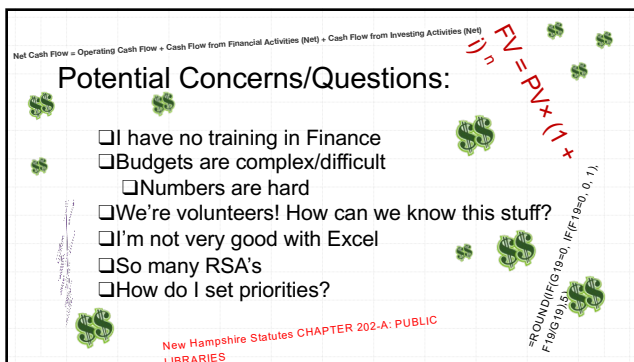 Net Cash Flow = Operating Cash Flow + Cash Flow from Financial Activities (Net) + Cash Flow from Investing Activities (Net)
FV = PV× (1 +
i) n
Potential Concerns/Questions:
❑I have no training in Finance
❑Budgets are complex/difficult
❑Numbers are hard
❑We’re volunteers! How can we know this stuff?
❑I’m not very good with Excel
❑So many RSA’s
❑How do I set priorities?
=ROUND(IF(G19=0, IF(F19=0, 0, 1),
F19/G19),5)
New Hampshire Statutes CHAPTER 202-A: PUBLIC
LIBRARIES